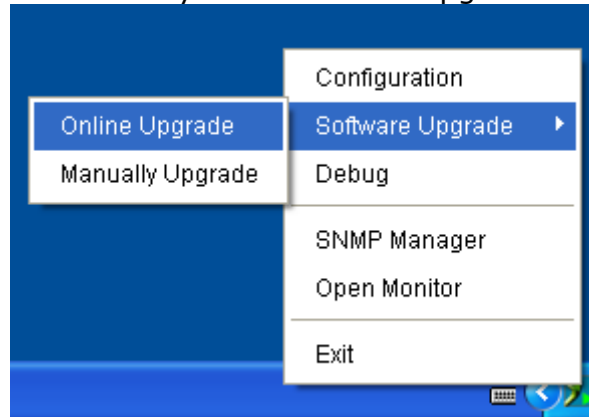 Configuration
Online Upgrade
Software Upgrade
Manually Upgrade
Debug
SNMP Manager
Open Monitor
Exit